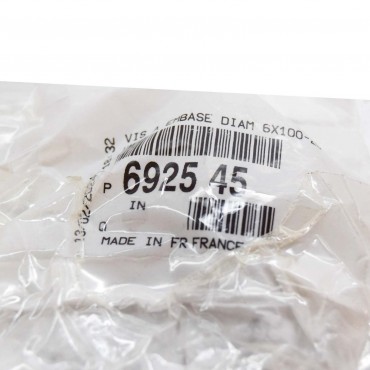 VIS A EMBASE DIAM 6X100-
P 6925 45
IN
Q
MADE IN FR FRANCE